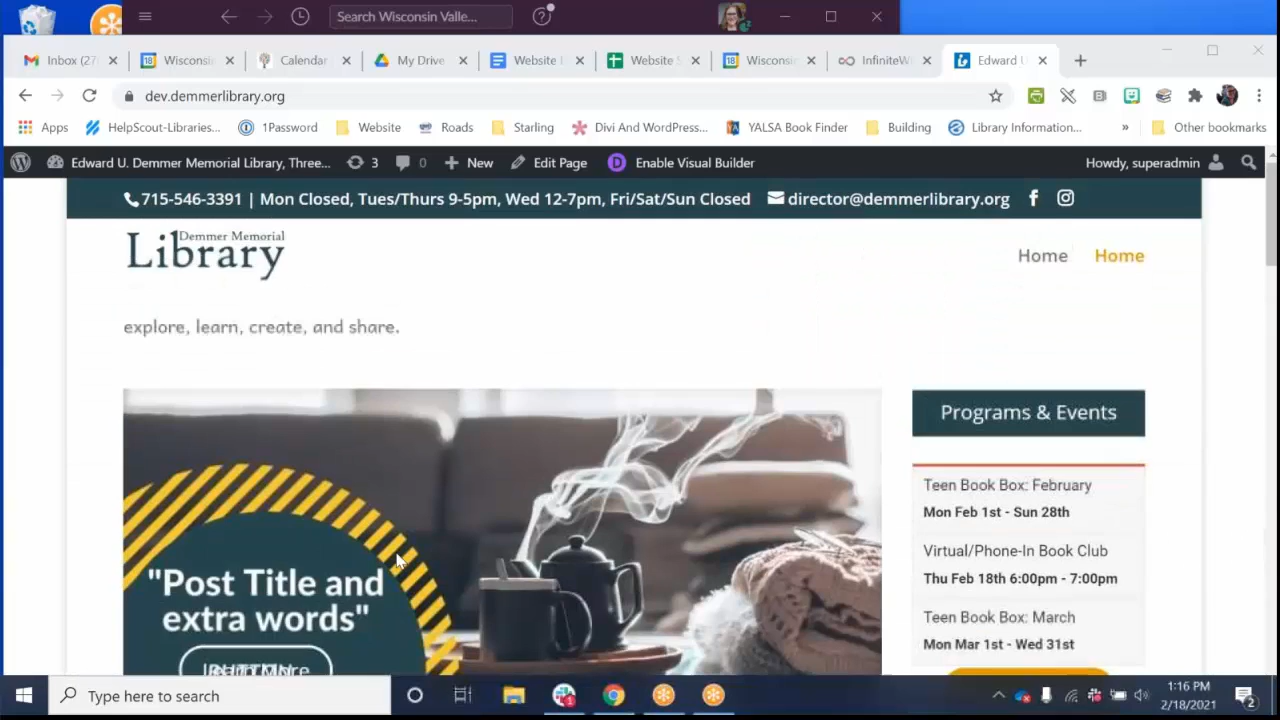 Search Wisconsin Valle...
Inbox (27
Wisconsin
Calendar
My Drive
Website
Website
Wisconsin
InfiniteW
Edward U
dev.demmerlibrary.org
Apps
HelpScout-Libraries...
1Password
Website
Roads
Starling
Divi And WordPress...
YALSA Book Finder
Building
Library Information...
»
Other bookmarks
Edward U. Demmer Memorial Library, Three...
3
0
New
Edit Page
Enable Visual Builder
Howdy, superadmin
715-546-3391 | Mon Closed, Tues/Thurs 9-5pm, Wed 12-7pm, Fri/Sat/Sun Closed
director@demmerlibrary.org
Demmer Memorial
Library
Home
Home
explore, learn, create, and share.
Programs & Events
Teen Book Box: February
Mon Feb 1st - Sun 28th
Virtual/Phone-In Book Club
Thu Feb 18th 6:00pm - 7:00pm
Teen Book Box: March
Mon Mar 1st - Wed 31st
"Post Title and
extra words"
Learn More
Type here to search
1:16 PM
2/18/2021
2